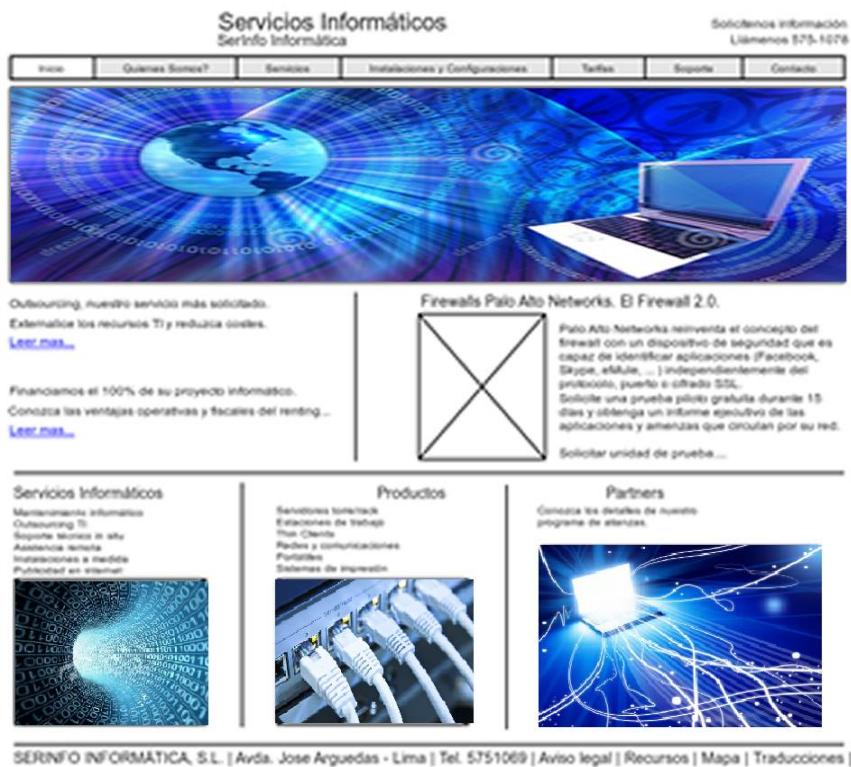 Servicios Informáticos
SerInfo Informática
Solicitenos información
Llámenos 575-1078
Inicio
Quienes Somos?
Servicios
Instalaciones y Configuraciones
Tarifas
Soporte
Contacto
Outsourcing, nuestro servicio más solicitado.
Externalice los recursos TI y reduzca costes.
Leer mas...
Financiamos el 100% de su proyecto informático.
Conozca las ventajas operativas y fiscales del renting...
Leer mas...
Firewalls Palo Alto Networks. El Firewall 2.0.
Palo Alto Networks reinventa el concepto del
firewall con un dispositivo de seguridad que es
capaz de identificar aplicaciones (Facebook,
Skype, eMule, ... ) independientemente del
protocolo, puerto o cifrado SSL.
Solicite una prueba piloto gratuita durante 15
días y obtenga un informe ejecutivo de las
aplicaciones y amenzas que circulan por su red.
Solicitar unidad de prueba....
Servicios Informáticos
Mantenimiento informático
Outsourcing TI
Soporte técnico in situ
Asistencia remota
Instalaciones a medida
Publicidad en internet
Productos
Servidores torre/rack
Estaciones de trabajo
Thin Clients
Redes y comunicaciones
Portátiles
Sistemas de impresión
Partners
Conozca los detalles de nuestro
programa de alianzas.
SERINFO INFORMÁTICA, S.L. | Avda. Jose Arguedas - Lima | Tel. 5751069 | Aviso legal | Recursos | Mapa | Traducciones |